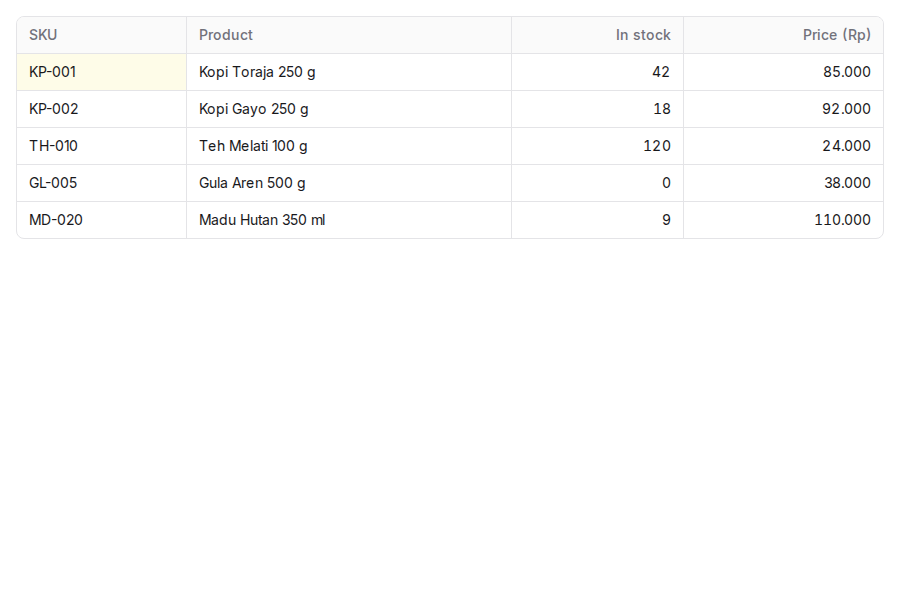 SKU Product In stock Price (Rp)
KP-001 Kopi Toraja 250 g 42 85.000
KP-002 Kopi Gayo 250 g 18 92.000
TH-010 Teh Melati 100 g 120 24.000
GL-005 Gula Aren 500 g 0 38.000
MD-020 Madu Hutan 350 ml 9 110.000